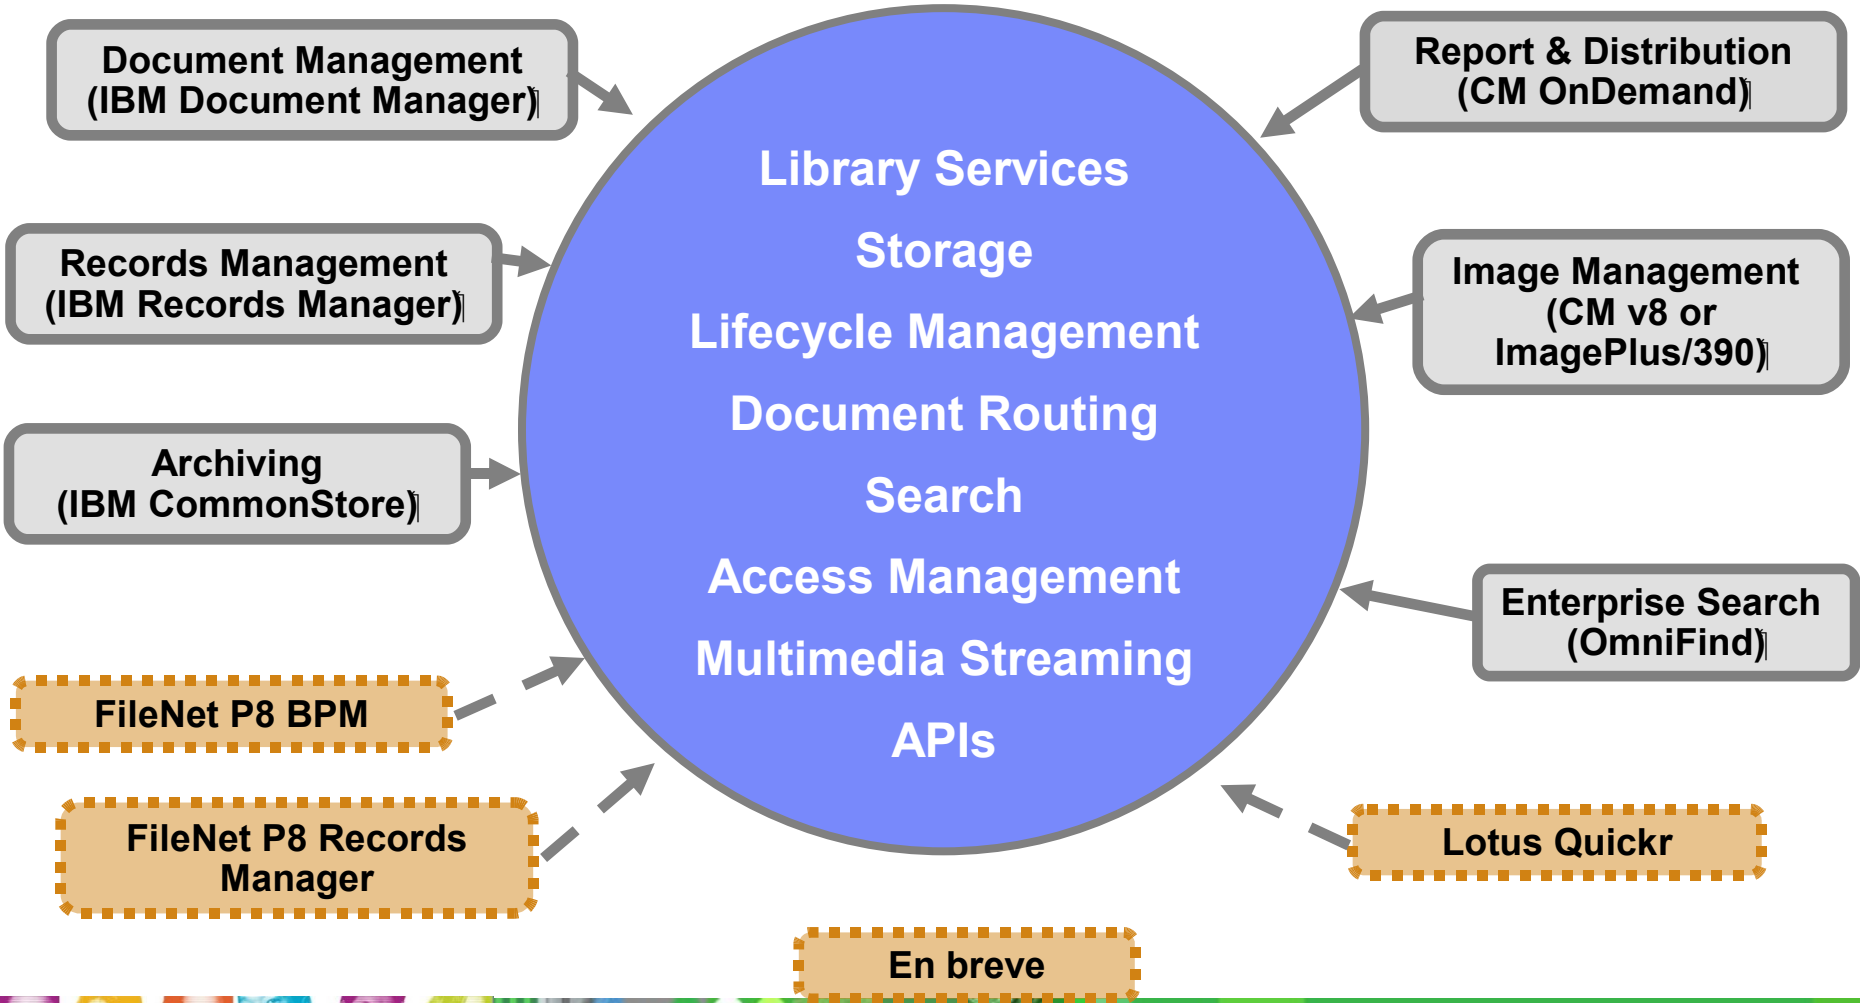 Document Management
(IBM Document Manager)
Report & Distribution
(CM OnDemand)
Library Services
Storage
Lifecycle Management
Document Routing
Search
Access Management
Multimedia Streaming
APIs
Records Management
(IBM Records Manager)
Image Management
(CM v8 or
ImagePlus/390)
Archiving
(IBM CommonStore)
Enterprise Search
(OmniFind)
FileNet P8 BPM
FileNet P8 Records
Manager
Lotus Quickr
En breve